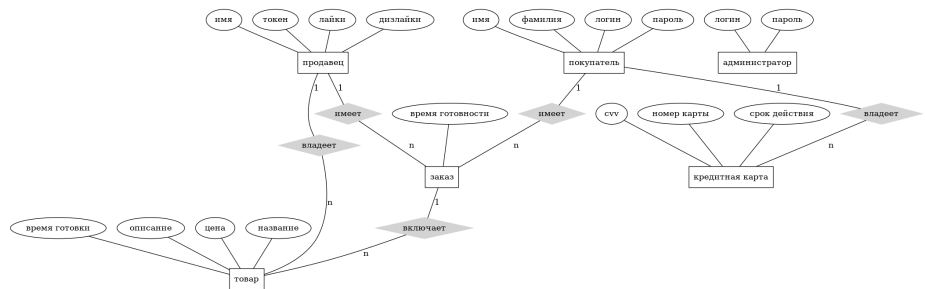 имя
токен
лайки
дизлайки
имя
фамилия
логин
пароль
логин
пароль
продавец
покупатель
администратор
1
1
1
1
имеет
время готовности
имеет
cvv
номер карты
срок действия
владеет
владеет
n
n
n
заказ
кредитная карта
n
1
время готовки
описание
цена
название
включает
n
товар